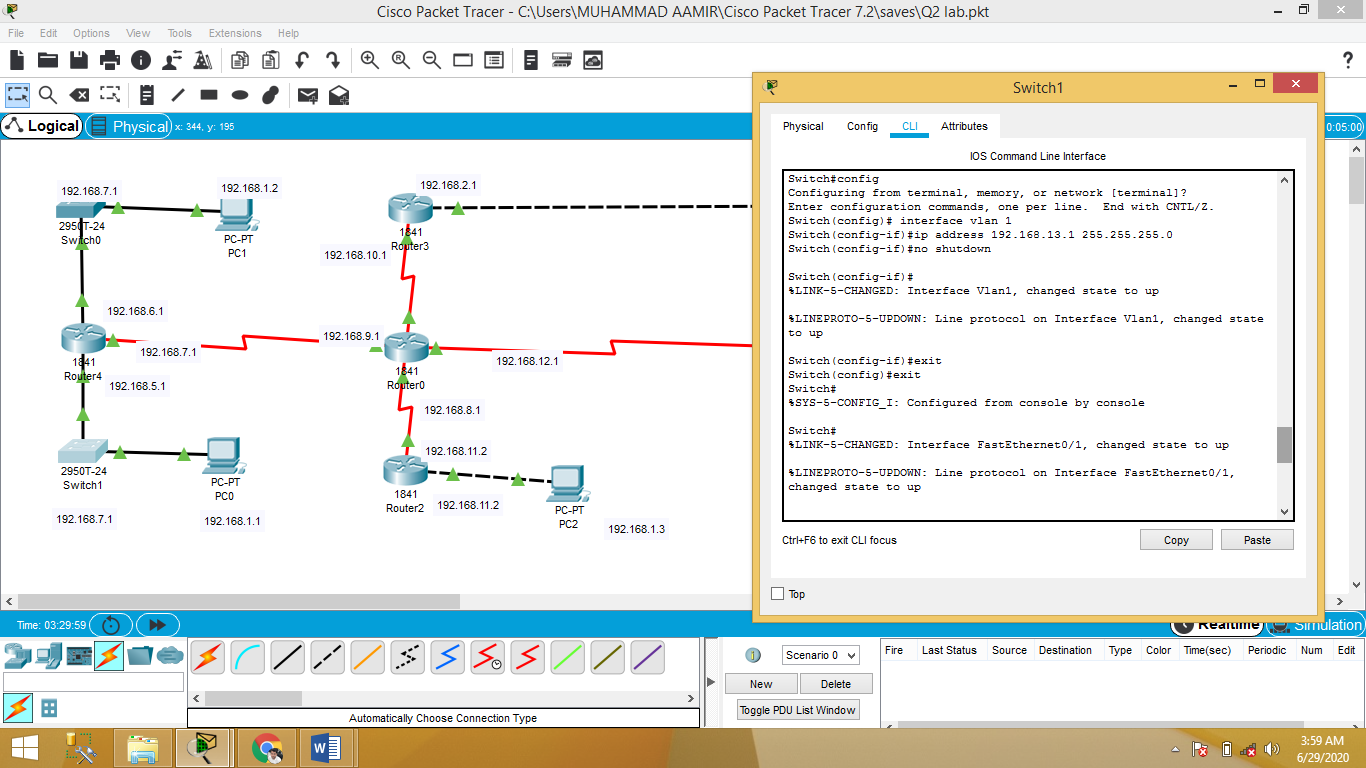 Cisco Packet Tracer - C:\Users\MUHAMMAD AAMIR\Cisco Packet Tracer 7.2\saves\Q2 lab.pkt
File Edit Options View Tools Extensions Help
Logical Physical x: 344, y: 195
0:05:00
192.168.7.1
192.168.1.2
2950T-24
Switch0
PC-PT
PC1
192.168.2.1
1841
Router3
192.168.10.1
192.168.6.1
192.168.7.1
1841
Router4
192.168.5.1
192.168.9.1
192.168.12.1
1841
Router0
192.168.8.1
2950T-24
Switch1
192.168.7.1
PC-PT
PC0
192.168.1.1
192.168.11.2
1841
Router2
192.168.11.2
PC-PT
PC2
192.168.1.3
Switch1
Physical Config CLI Attributes
IOS Command Line Interface
Switch#config
Configuring from terminal, memory, or network [terminal]?
Enter configuration commands, one per line. End with CNTL/Z.
Switch(config)# interface vlan 1
Switch(config-if)#ip address 192.168.13.1 255.255.255.0
Switch(config-if)#no shutdown
Switch(config-if)#
%LINK-5-CHANGED: Interface Vlan1, changed state to up
%LINEPROTO-5-UPDOWN: Line protocol on Interface Vlan1, changed state
to up
Switch(config-if)#exit
Switch(config)#exit
Switch#
%SYS-5-CONFIG_I: Configured from console by console
Switch#
%LINK-5-CHANGED: Interface FastEthernet0/1, changed state to up
%LINEPROTO-5-UPDOWN: Line protocol on Interface FastEthernet0/1,
changed state to up
Ctrl+F6 to exit CLI focus
Copy Paste
Top
Time: 03:29:59
Realtime Simulation
Scenario 0
New Delete
Toggle PDU List Window
Fire Last Status Source Destination Type Color Time(sec) Periodic Num Edit
Automatically Choose Connection Type
3:59 AM
6/29/2020